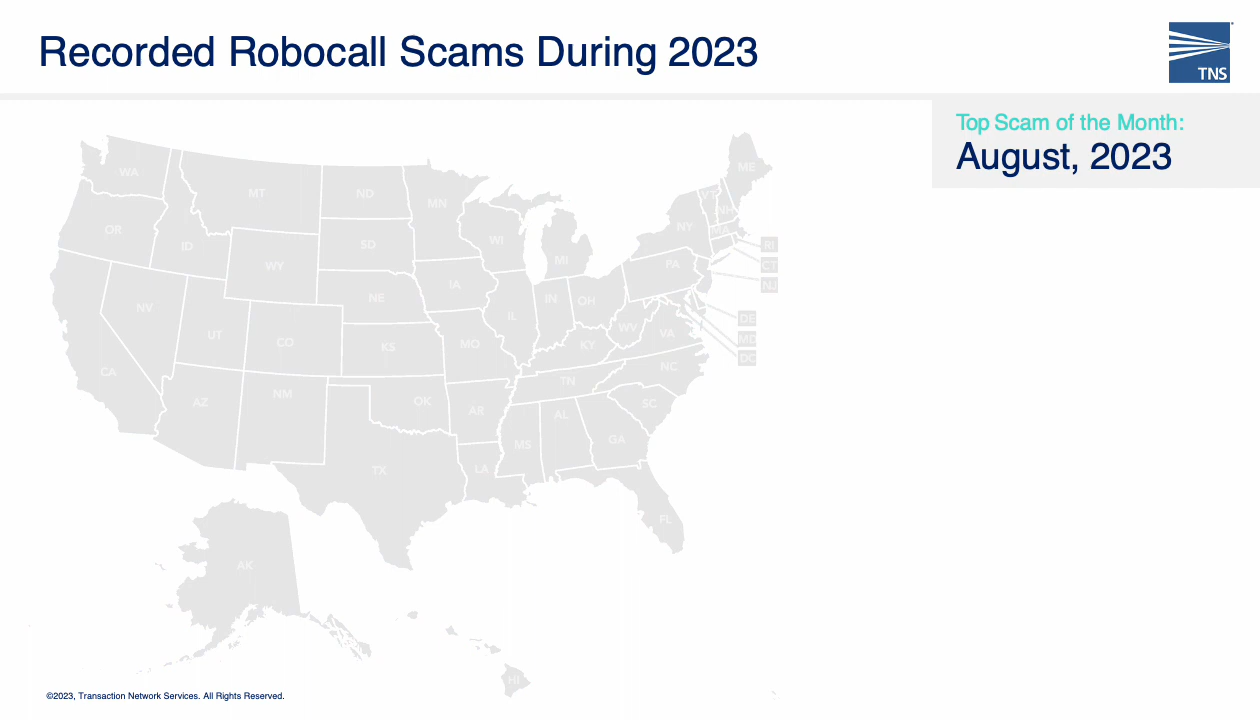 Recorded Robocall Scams During 2023
TNS
Top Scam of the Month:
August, 2023
WA
MT
ND
MN
ME
VT
NH
OR
ID
SD
WI
NY
MA
RI
WY
MI
PA
CT
NJ
NV
NE
IA
IL
IN
OH
DE
UT
CO
KS
MO
WV
VA
MD
KY
DC
CA
NC
AZ
NM
OK
TN
AR
SC
MS
AL
GA
TX
LA
FL
AK
HI
©2023, Transaction Network Services. All Rights Reserved.